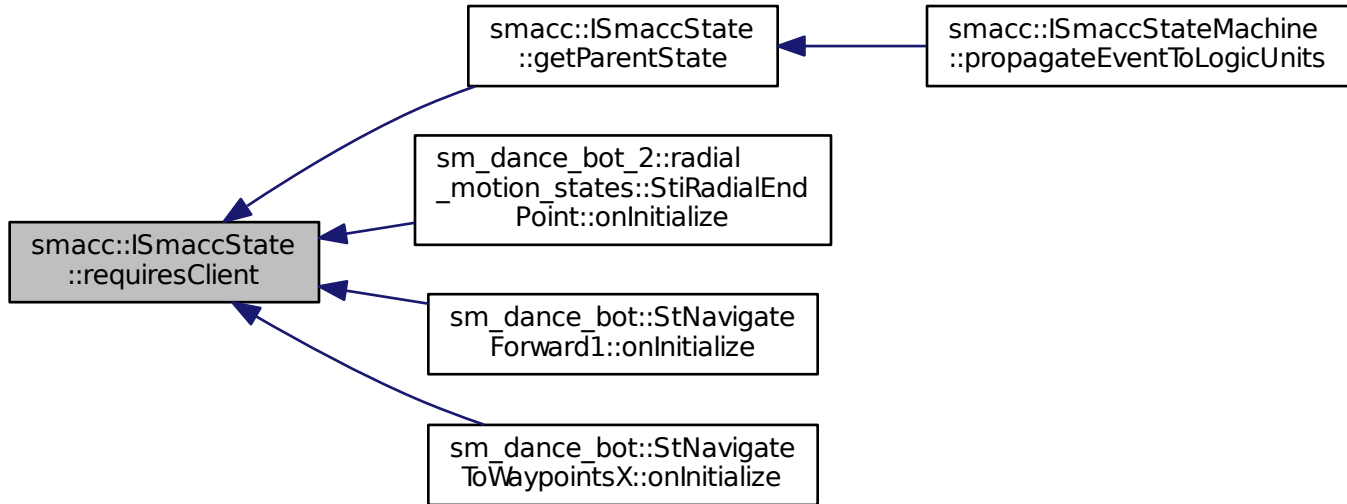 smacc::ISmaccState
::requiresClient
smacc::ISmaccState
::getParentState
smacc::ISmaccStateMachine
::propagateEventToLogicUnits
sm_dance_bot_2::radial
_motion_states::StiRadialEnd
Point::onInitialize
sm_dance_bot::StNavigate
Forward1::onInitialize
sm_dance_bot::StNavigate
ToWaypointsX::onInitialize